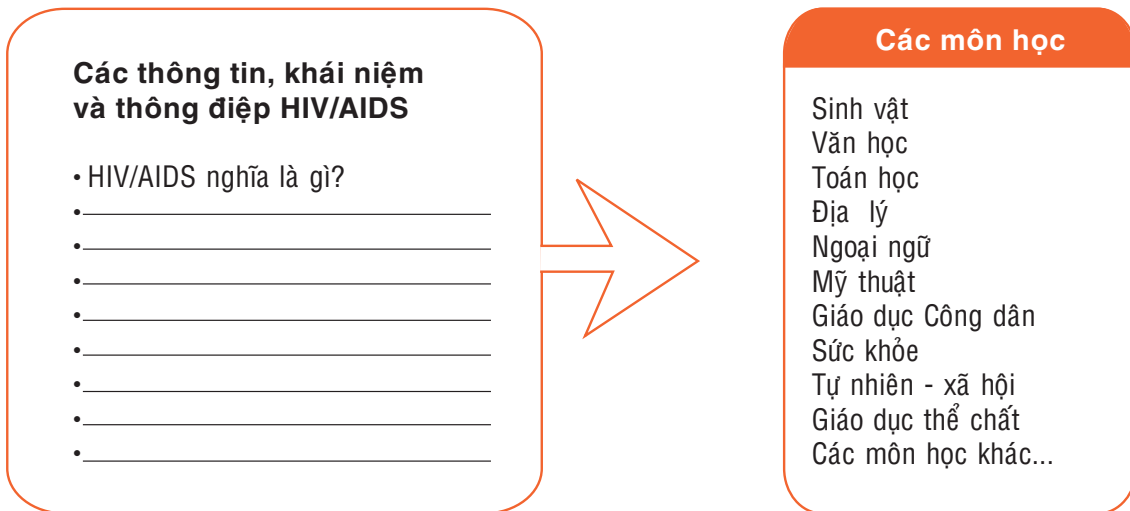 Các thông tin, khái niệm
và thông điệp HIV/AIDS
• HIV/AIDS nghĩa là gì?
•
•
•
•
•
•
•
•
Các môn học
Sinh vật
Văn học
Toán học
Địa lý
Ngoại ngữ
Mỹ thuật
Giáo dục Công dân
Sức khỏe
Tự nhiên - xã hội
Giáo dục thể chất
Các môn học khác...